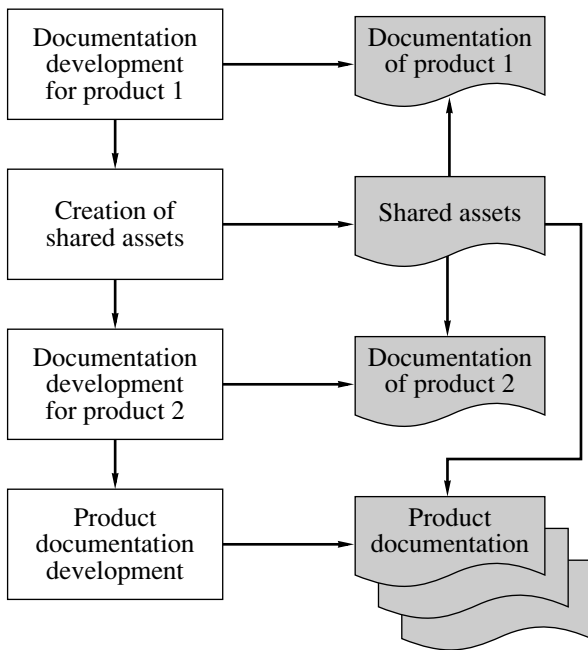 Documentation
development
for product 1
Documentation
of product 1
Creation of
shared assets
Shared assets
Documentation
development
for product 2
Documentation
of product 2
Product
documentation
development
Product
documentation